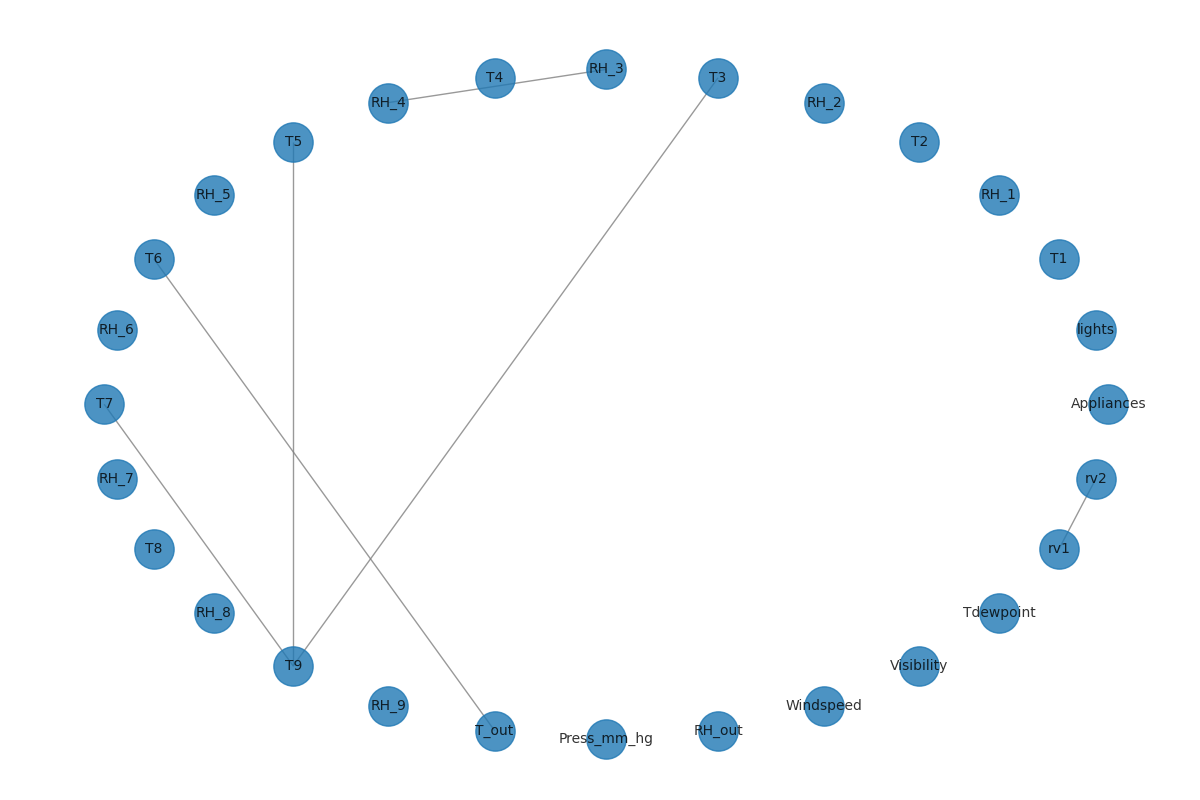 RH_3
T4
T3
RH_4
RH_2
T5
T2
RH_5
RH_1
T6
T1
RH_6
lights
T7
Appliances
RH_7
rv2
T8
rv1
RH_8
Tdewpoint
T9
Visibility
RH_9
Windspeed
T_out
RH_out
Press_mm_hg